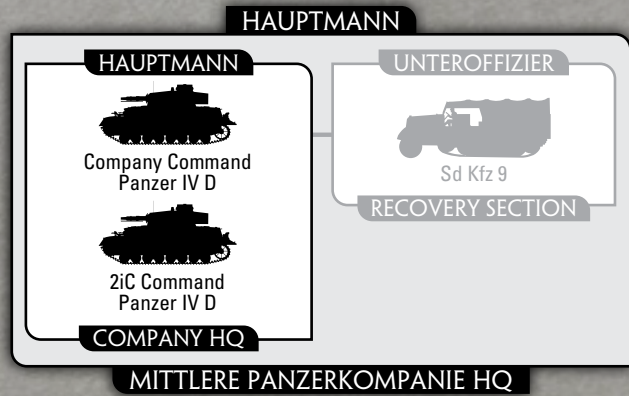 HAUPTMANN
HAUPTMANN
Company Command
Panzer IV D
2iC Command
Panzer IV D
COMPANY HQ
UNTEROFFIZIER
Sd Kfz 9
RECOVERY SECTION
MITTLERE PANZERKOMPANIE HQ